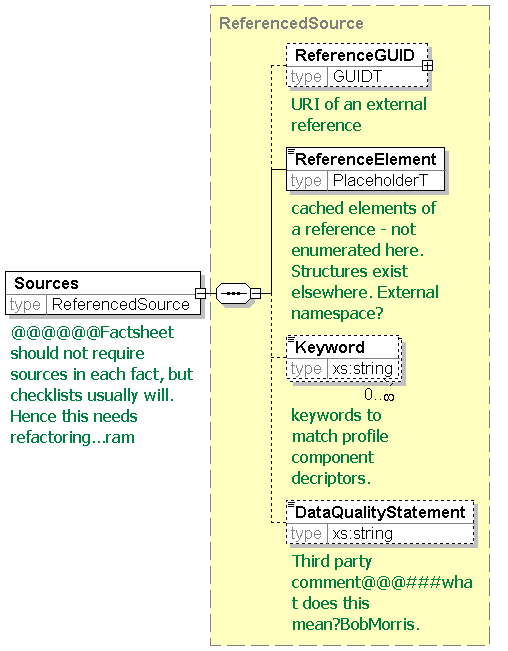 ReferencedSource
ReferenceGUID
type GUIDT
URI of an external
reference
ReferenceElement
type PlaceholderT
cached elements of
a reference - not
enumerated here.
Structures exist
elsewhere. External
namespace?
Sources
type ReferencedSource
@@@@@@Factsheet
should not require
sources in each fact, but
checklists usually will.
Hence this needs
refactoring...ram
Keyword
type xs:string
0..∞
keywords to
match profile
component
decriptors.
DataQualityStatement
type xs:string
Third party
comment@@@###wha
t does this
mean?BobMorris.